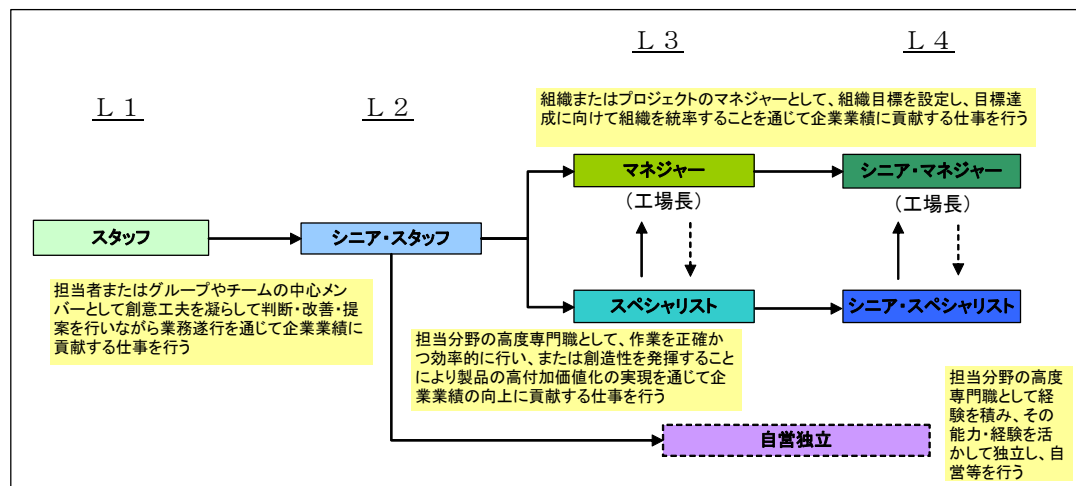 Ｌ１
Ｌ２
Ｌ３
Ｌ４
組織またはプロジェクトのマネジャーとして、組織目標を設定し、目標達
成に向けて組織を統率することを通じて企業業績に貢献する仕事を行う
マネジャー
シニア・マネジャー
（工場長）
（工場長）
スタッフ
シニア・スタッフ
担当者またはグループやチームの中心メン
バーとして創意工夫を凝らして判断・改善・提
案を行いながら業務遂行を通じて企業業績に
貢献する仕事を行う
スペシャリスト
シニア・スペシャリスト
担当分野の高度専門職として、作業を正確か
つ効率的に行い、または創造性を発揮すること
により製品の高付加価値化の実現を通じて企
業業績の向上に貢献する仕事を行う
自営独立
担当分野の高度
専門職として経
験を積み、その
能力・経験を活
かして独立し、自
営等を行う